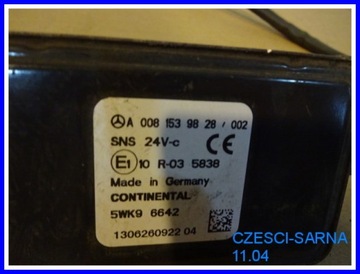 A 008 153 98 28 / 002
SNS 24V-c CE
E1 10 R-03 5838
Made in Germany
CONTINENTAL
5WK9 6642
1306260922 04
CZESCI-SARNA
11.04